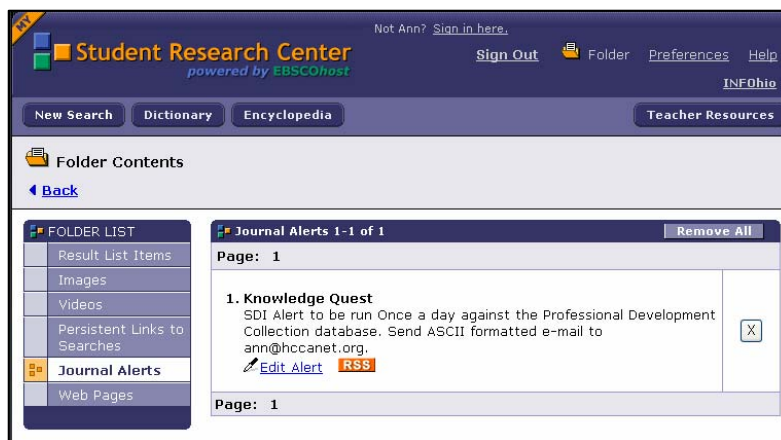 MY
Not Ann? Sign in here.
Student Research Center
powered by EBSCOhost
Sign Out Folder Preferences Help
INFOhio
New Search Dictionary Encyclopedia Teacher Resources
Folder Contents
Back
FOLDER LIST
Result List Items
Images
Videos
Persistent Links to
Searches
Journal Alerts
Web Pages
Journal Alerts 1-1 of 1 Remove All
Page: 1
1. Knowledge Quest
SDI Alert to be run Once a day against the Professional Development
Collection database. Send ASCII formatted e-mail to
ann@hccanet.org.
Edit Alert RSS
X
Page: 1